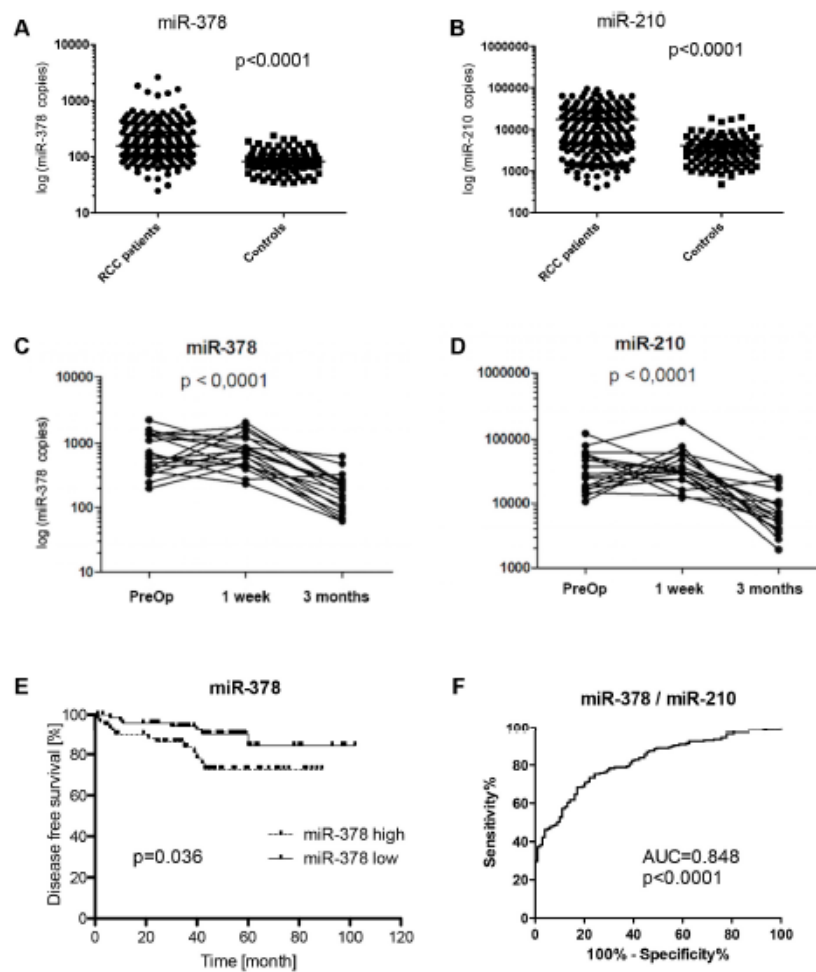 A
miR-378
p<0.0001
log (miR-378 copies)
10000
1000
100
10
RCC patients
Controls
B
miR-210
p<0.0001
log (miR-210 copies)
1000000
100000
10000
1000
100
RCC patients
Controls
C
miR-378
p < 0,0001
log (miR-378 copies)
10000
1000
100
10
PreOp 1 week 3 months
D
miR-210
p < 0,0001
1000000
100000
10000
1000
PreOp 1 week 3 months
E
miR-378
Disease free survival [%]
100
80
60
40
20
0
miR-378 high
miR-378 low
p=0.036
0 20 40 60 80 100 120
Time [month]
F
miR-378 / miR-210
Sensitivity%
100
80
60
40
20
0
AUC=0.848
p<0.0001
0 20 40 60 80 100
100% - Specificity%